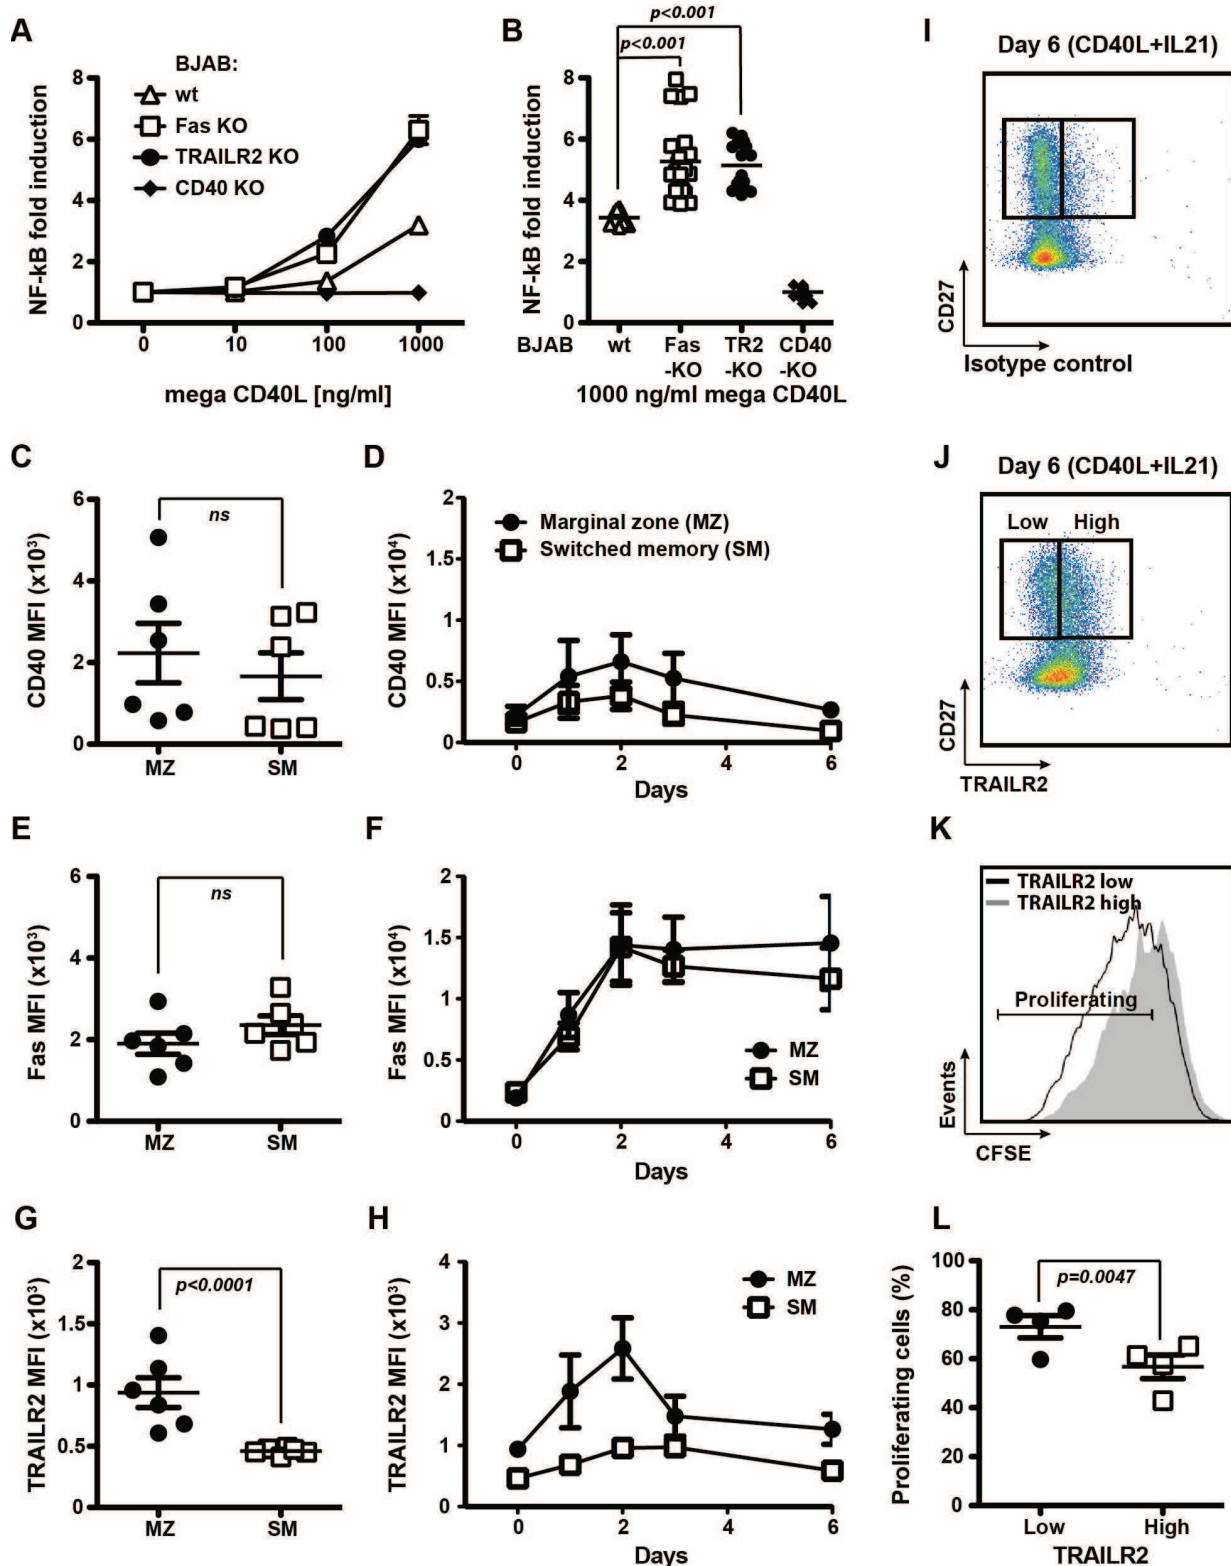 A
BJAB:
wt
Fas KO
TRAILR2 KO
CD40 KO
NF-kB fold induction
8
6
4
2
0
0 10 100 1000
mega CD40L [ng/ml]
B
p<0.001
p<0.001
NF-kB fold induction
8
6
4
2
0
BJAB wt Fas TR2 CD40
-KO -KO -KO
1000 ng/ml mega CD40L
I
Day 6 (CD40L+IL21)
CD27
Isotype control
C
ns
CD40 MFI (x10³)
6
4
2
0
MZ SM
D
Marginal zone (MZ)
Switched memory (SM)
CD40 MFI (x10⁴)
2
1.5
1
0.5
0
0 2 4 6
Days
J
Day 6 (CD40L+IL21)
Low High
CD27
TRAILR2
E
ns
Fas MFI (x10³)
6
4
2
0
MZ SM
F
Fas MFI (x10⁴)
2
1.5
1
0.5
0
MZ
SM
0 2 4 6
Days
K
TRAILR2 low
TRAILR2 high
Proliferating
Events
CFSE
G
p<0.0001
TRAILR2 MFI (x10³)
2
1.5
1
0.5
0
MZ SM
H
MZ
SM
TRAILR2 MFI (x10³)
4
3
2
1
0
0 2 4 6
Days
L
p=0.0047
Proliferating cells (%)
100
80
60
40
20
0
Low High
TRAILR2